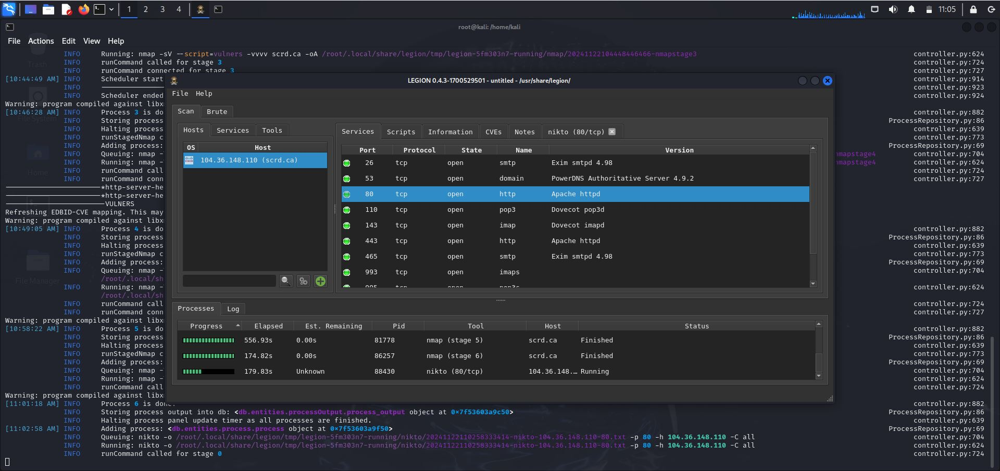 1 2 3 4 11:05
root@kali: /home/kali
File Actions Edit View Help
INFO Running: nmap -sV --script=vulners -vvvv scrd.ca -oA /root/.local/share/legion/tmp/legion-5fm303n7-running/nmap/20241122104448446466-nmapstage3 controller.py:624
Trash
INFO runCommand called for stage 3 controller.py:724
INFO runCommand connected for stage 3 controller.py:727
[10:44:49 AM] INFO Scheduler start controller.py:914
INFO controller.py:923
INFO Scheduler ended controller.py:924
Warning: program compiled against libx
[10:46:28 AM] INFO Process 3 is do controller.py:882
File System
INFO Storing process ProcessRepository.py:86
INFO Halting process controller.py:639
INFO runStagedNmap c controller.py:773
INFO Adding process: ProcessRepository.py:69
INFO Queuing: nmap - nmapstage4 controller.py:704
INFO Running: nmap - nmapstage4 controller.py:624
Home
INFO runCommand call controller.py:724
INFO runCommand conn controller.py:727
*http-server-he
*http-server-he
VULNERS
Refreshing EDBID-CVE mapping. This may
Warning: program compiled against libx
[10:49:05 AM] INFO Process 4 is do controller.py:882
INFO Storing process ProcessRepository.py:86
INFO Halting process controller.py:639
INFO runStagedNmap c controller.py:773
INFO Adding process: ProcessRepository.py:69
INFO Queuing: nmap - controller.py:704
/root/.local/sh
File Manager
INFO Running: nmap - controller.py:624
/root/.local/sh
INFO runCommand call controller.py:724
INFO runCommand conn controller.py:727
Warning: program compiled against libx
[10:58:22 AM] INFO Process 5 is do controller.py:882
INFO Storing process ProcessRepository.py:86
INFO Halting process controller.py:639
INFO runStagedNmap c controller.py:773
INFO Adding process: ProcessRepository.py:69
INFO Queuing: nmap - controller.py:704
INFO Running: nmap - controller.py:624
INFO runCommand call controller.py:724
Warning: program compiled against libx
[11:01:18 AM] INFO Process 6 is done. controller.py:882
INFO Storing process output into db: <db.entities.processOutput.process_output object at 0×7f53603a9c50> ProcessRepository.py:86
INFO Halting process panel update timer as all processes are finished. controller.py:639
[11:02:58 AM] INFO Adding process: <db.entities.process.process object at 0×7f53603a9f50> ProcessRepository.py:69
INFO Queuing: nikto -o /root/.local/share/legion/tmp/legion-5fm303n7-running/nikto/20241122110258333414-nikto-104.36.148.110-80.txt -p 80 -h 104.36.148.110 -C all controller.py:704
INFO Running: nikto -o /root/.local/share/legion/tmp/legion-5fm303n7-running/nikto/20241122110258333414-nikto-104.36.148.110-80.txt -p 80 -h 104.36.148.110 -C all controller.py:624
INFO runCommand called for stage 0 controller.py:724
LEGION 0.4.3-1700529501 - untitled - /usr/share/legion/
File Help
Scan Brute
Hosts Services Tools
OS Host
cisco 104.36.148.110 (scrd.ca)
Services Scripts Information CVEs Notes nikto (80/tcp)
Port Protocol State Name Version
26 tcp open smtp Exim smtpd 4.98
53 tcp open domain PowerDNS Authoritative Server 4.9.2
80 tcp open http Apache httpd
110 tcp open pop3 Dovecot pop3d
143 tcp open imap Dovecot imapd
443 tcp open http Apache httpd
465 tcp open smtp Exim smtpd 4.98
993 tcp open imaps
995 tcp open pop3s
Processes Log
Progress Elapsed Est. Remaining Pid Tool Host Status
556.93s 0.00s 81778 nmap (stage 5) scrd.ca Finished
174.82s 0.00s 86257 nmap (stage 6) scrd.ca Finished
179.83s Unknown 88430 nikto (80/tcp) 104.36.148.… Running